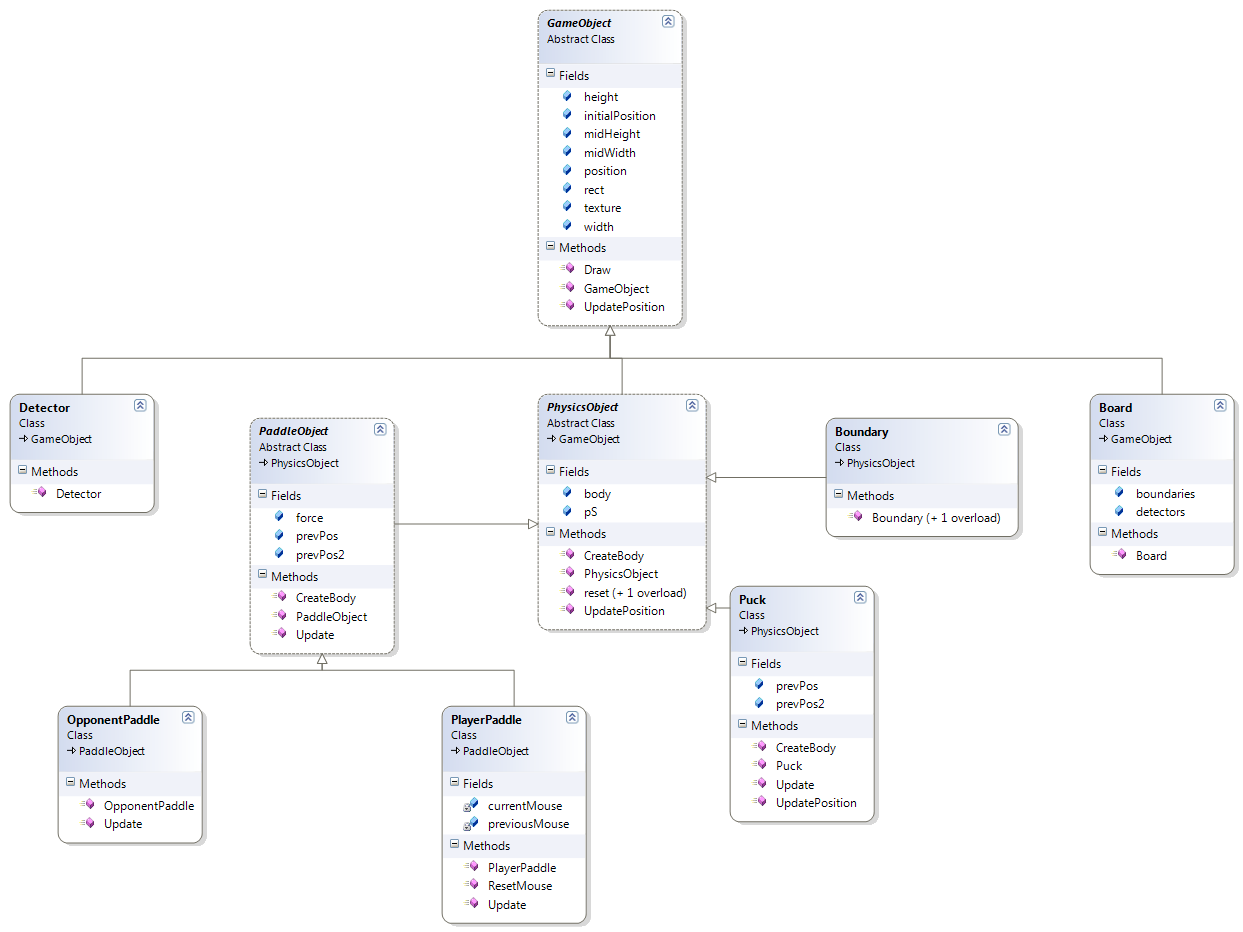 GameObject
Abstract Class
Fields
height
initialPosition
midHeight
midWidth
position
rect
texture
width
Methods
Draw
GameObject
UpdatePosition
Detector
Class
GameObject
Methods
Detector
PaddleObject
Abstract Class
PhysicsObject
Fields
force
prevPos
prevPos2
Methods
CreateBody
PaddleObject
Update
PhysicsObject
Abstract Class
GameObject
Fields
body
pS
Methods
CreateBody
PhysicsObject
reset (+ 1 overload)
UpdatePosition
Boundary
Class
PhysicsObject
Methods
Boundary (+ 1 overload)
Board
Class
GameObject
Fields
boundaries
detectors
Methods
Board
Puck
Class
PhysicsObject
Fields
prevPos
prevPos2
Methods
CreateBody
Puck
Update
UpdatePosition
OpponentPaddle
Class
PaddleObject
Methods
OpponentPaddle
Update
PlayerPaddle
Class
PaddleObject
Fields
currentMouse
previousMouse
Methods
PlayerPaddle
ResetMouse
Update